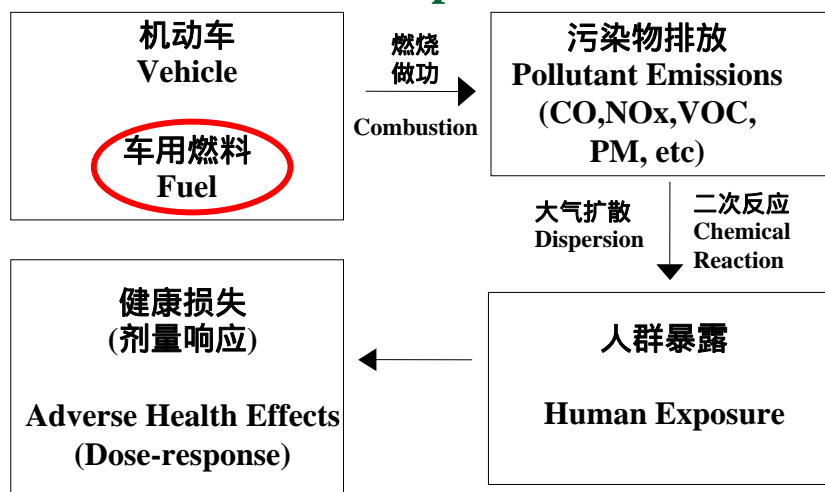 机动车
Vehicle
车用燃料
Fuel
燃烧
做功
Combustion
污染物排放
Pollutant Emissions
(CO,NOx,VOC,
PM, etc)
大气扩散
Dispersion
二次反应
Chemical
Reaction
人群暴露
Human Exposure
健康损失
(剂量响应)
Adverse Health Effects
(Dose-response)